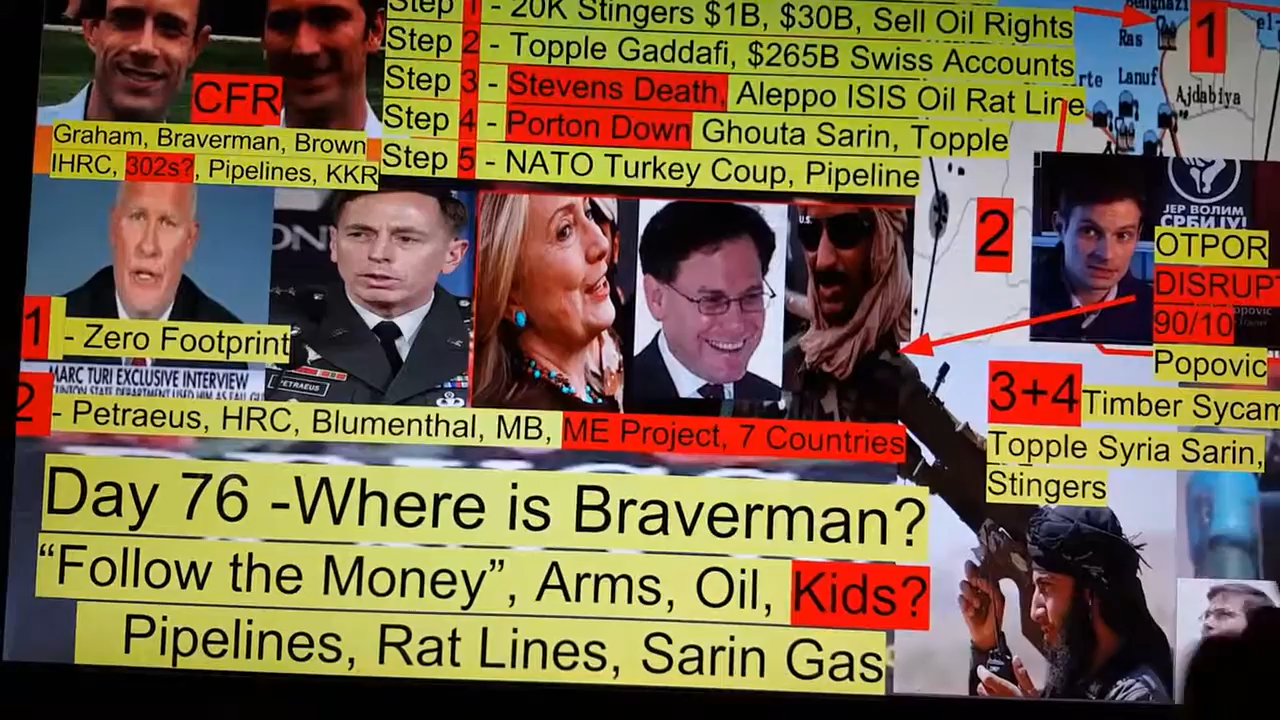 Step 1 - 20K Stingers $1B, $30B, Sell Oil Rights
Step 2 - Topple Gaddafi, $265B Swiss Accounts
Step 3 - Stevens Death, Aleppo ISIS Oil Rat Line
Step 4 - Porton Down Ghouta Sarin, Topple
Step 5 - NATO Turkey Coup, Pipeline
CFR
Graham, Braverman, Brown
IHRC, 302s?, Pipelines, KKR
Benghazi
Ras
Lanuf
rte
Ajdabiya
1
2
U.S.
ЈЕР ВОЛИМ
СРБИЈУ!
OTPOR
DISRUPT
90/10
Popovic
1 - Zero Footprint
MARC TURI EXCLUSIVE INTERVIEW
PETRAEUS
2 - Petraeus, HRC, Blumenthal, MB, ME Project, 7 Countries
3+4 Timber Sycam
Topple Syria Sarin,
Stingers
Day 76 -Where is Braverman?
“Follow the Money”, Arms, Oil, Kids?
Pipelines, Rat Lines, Sarin Gas